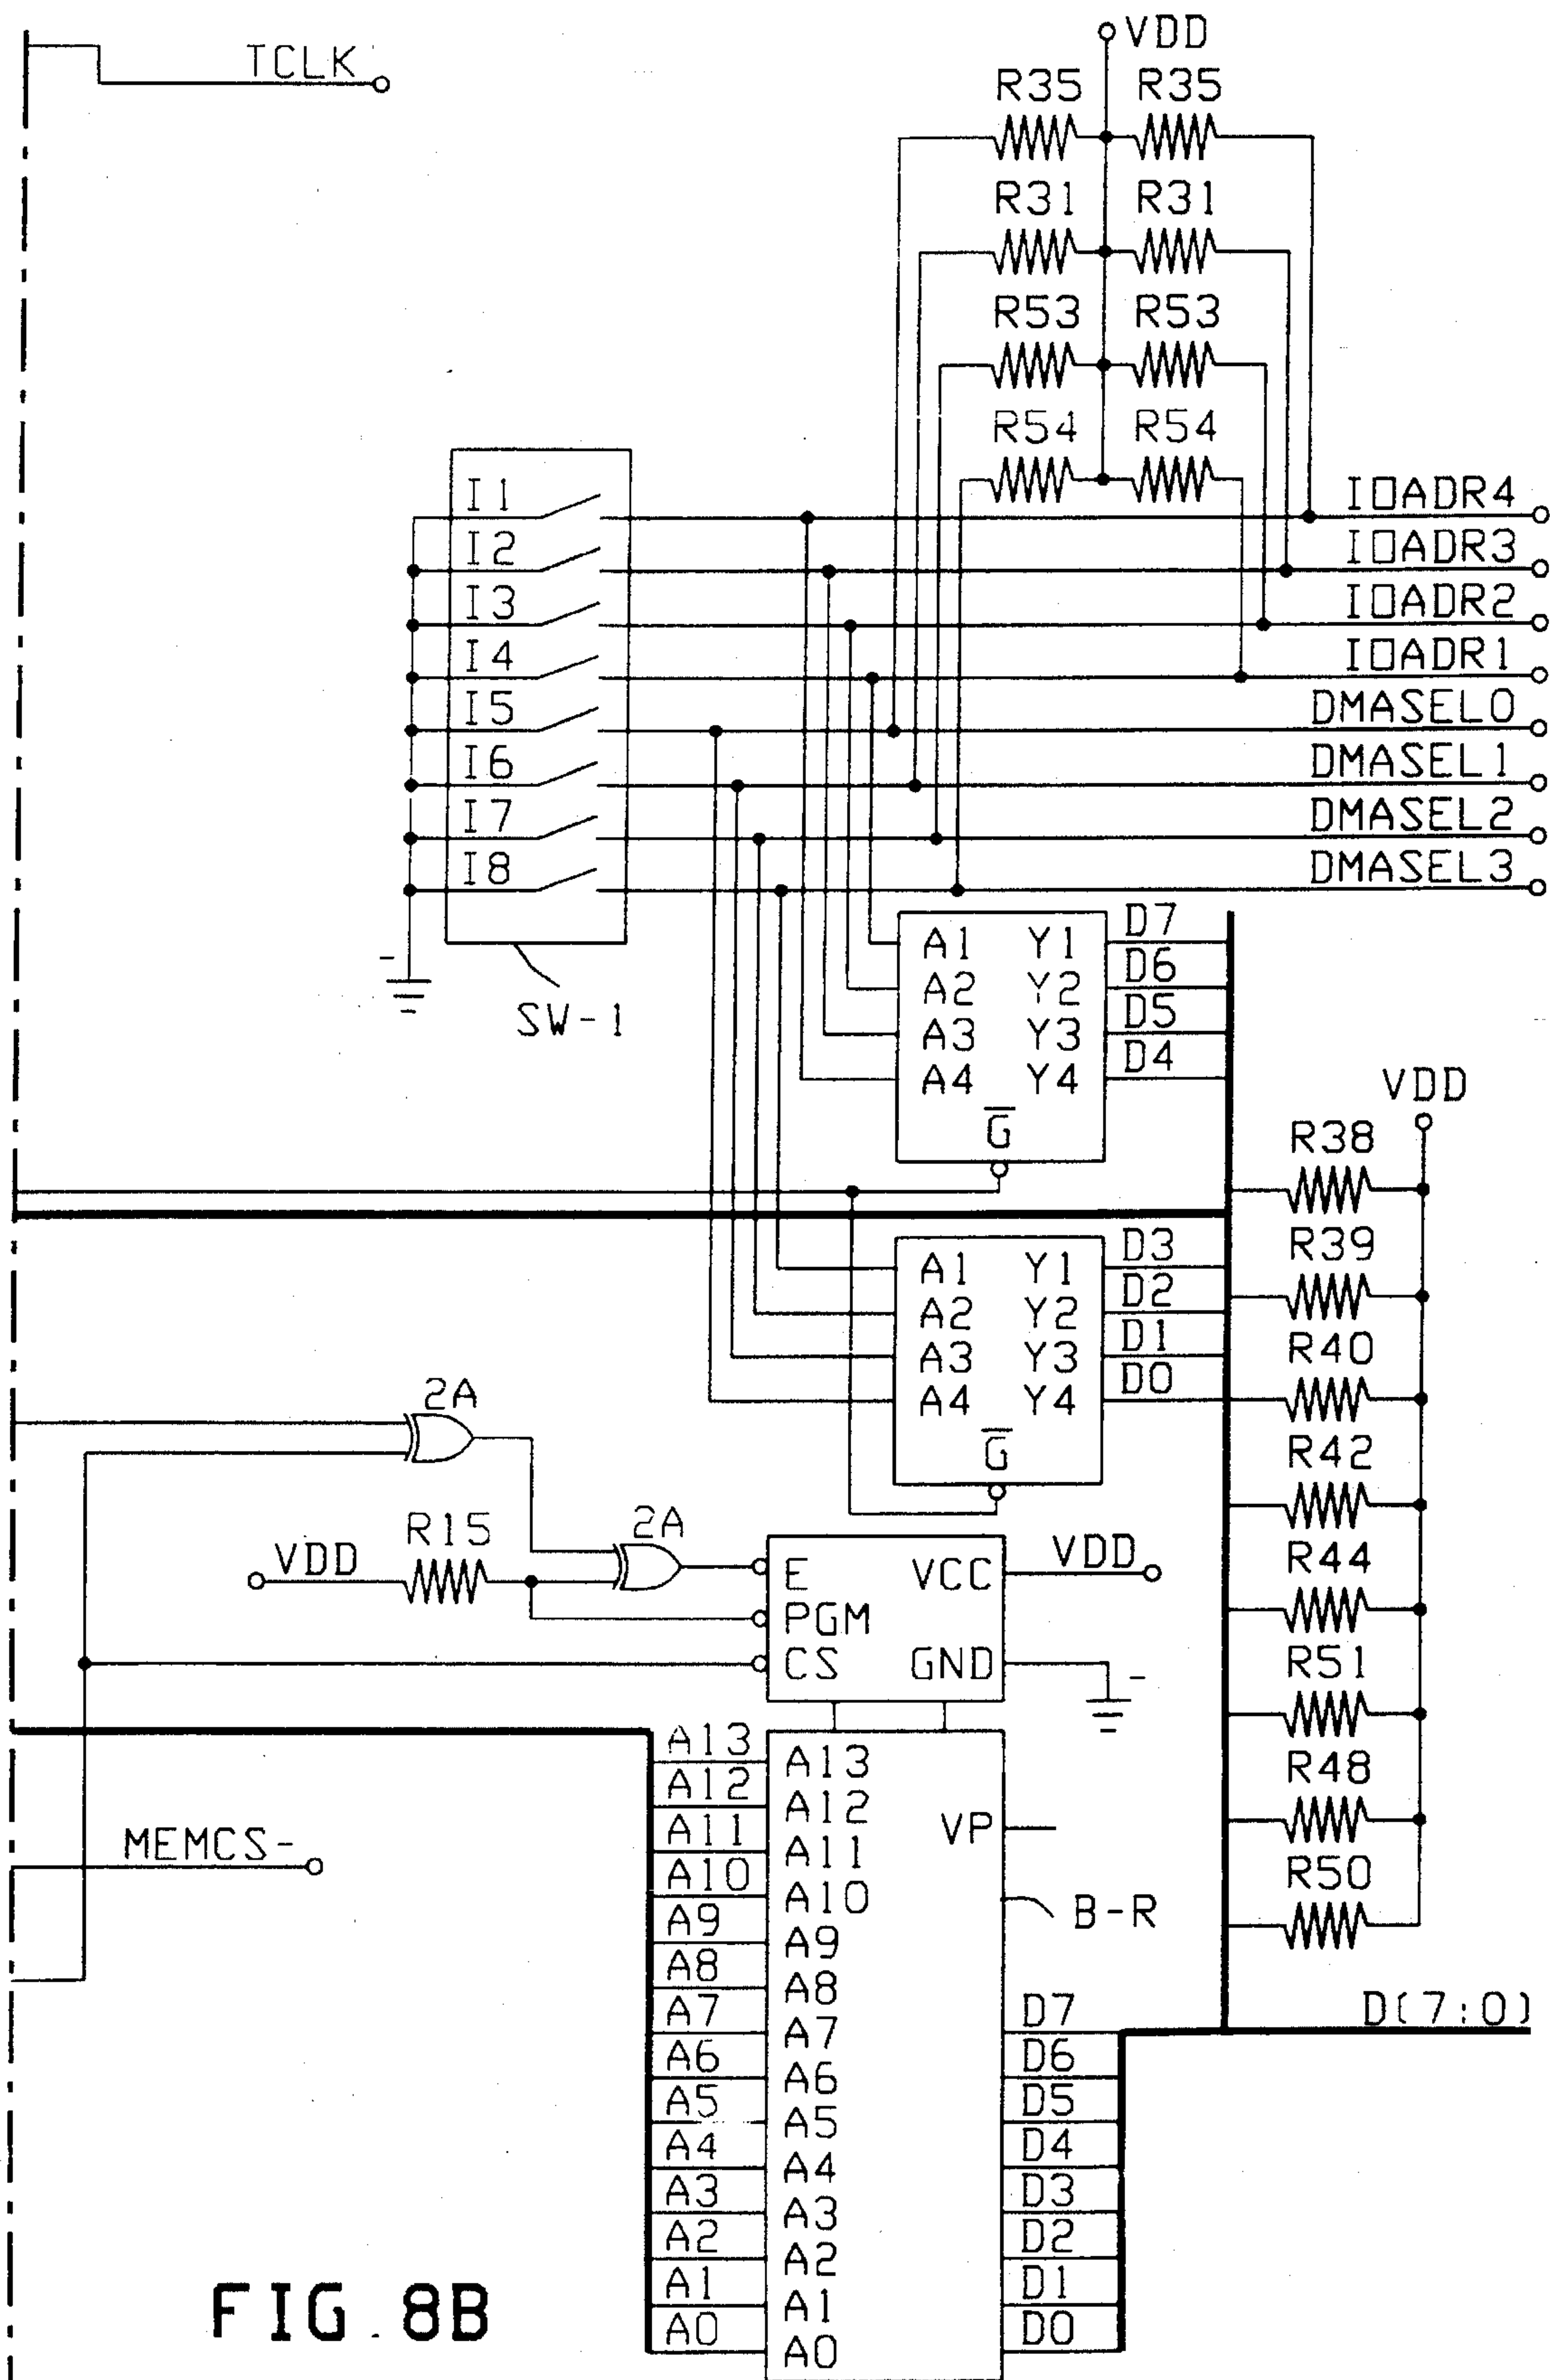 TCLK
VDD
R35 R35
R31 R31
R53 R53
R54 R54
I1 IOADR4
I2 IOADR3
I3 IOADR2
I4 IOADR1
I5 DMASEL0
I6 DMASEL1
I7 DMASEL2
I8 DMASEL3
SW-1
A1 Y1 D7
A2 Y2 D6
A3 Y3 D5
A4 Y4 D4
G
VDD
R38
R39
R40
R42
R44
R51
R48
R50
A1 Y1 D3
A2 Y2 D2
A3 Y3 D1
A4 Y4 D0
G
2A
2A
VDD R15
E VCC VDD
PGM
CS GND
A13 A13
A12 A12
A11 A11
A10 A10
A9 A9
A8 A8
A7 A7
A6 A6
A5 A5
A4 A4
A3 A3
A2 A2
A1 A1
A0 A0
VP
B-R
D7
D6
D5
D4
D3
D2
D1
D0
D(7:0)
MEMCS-
FIG. 8B